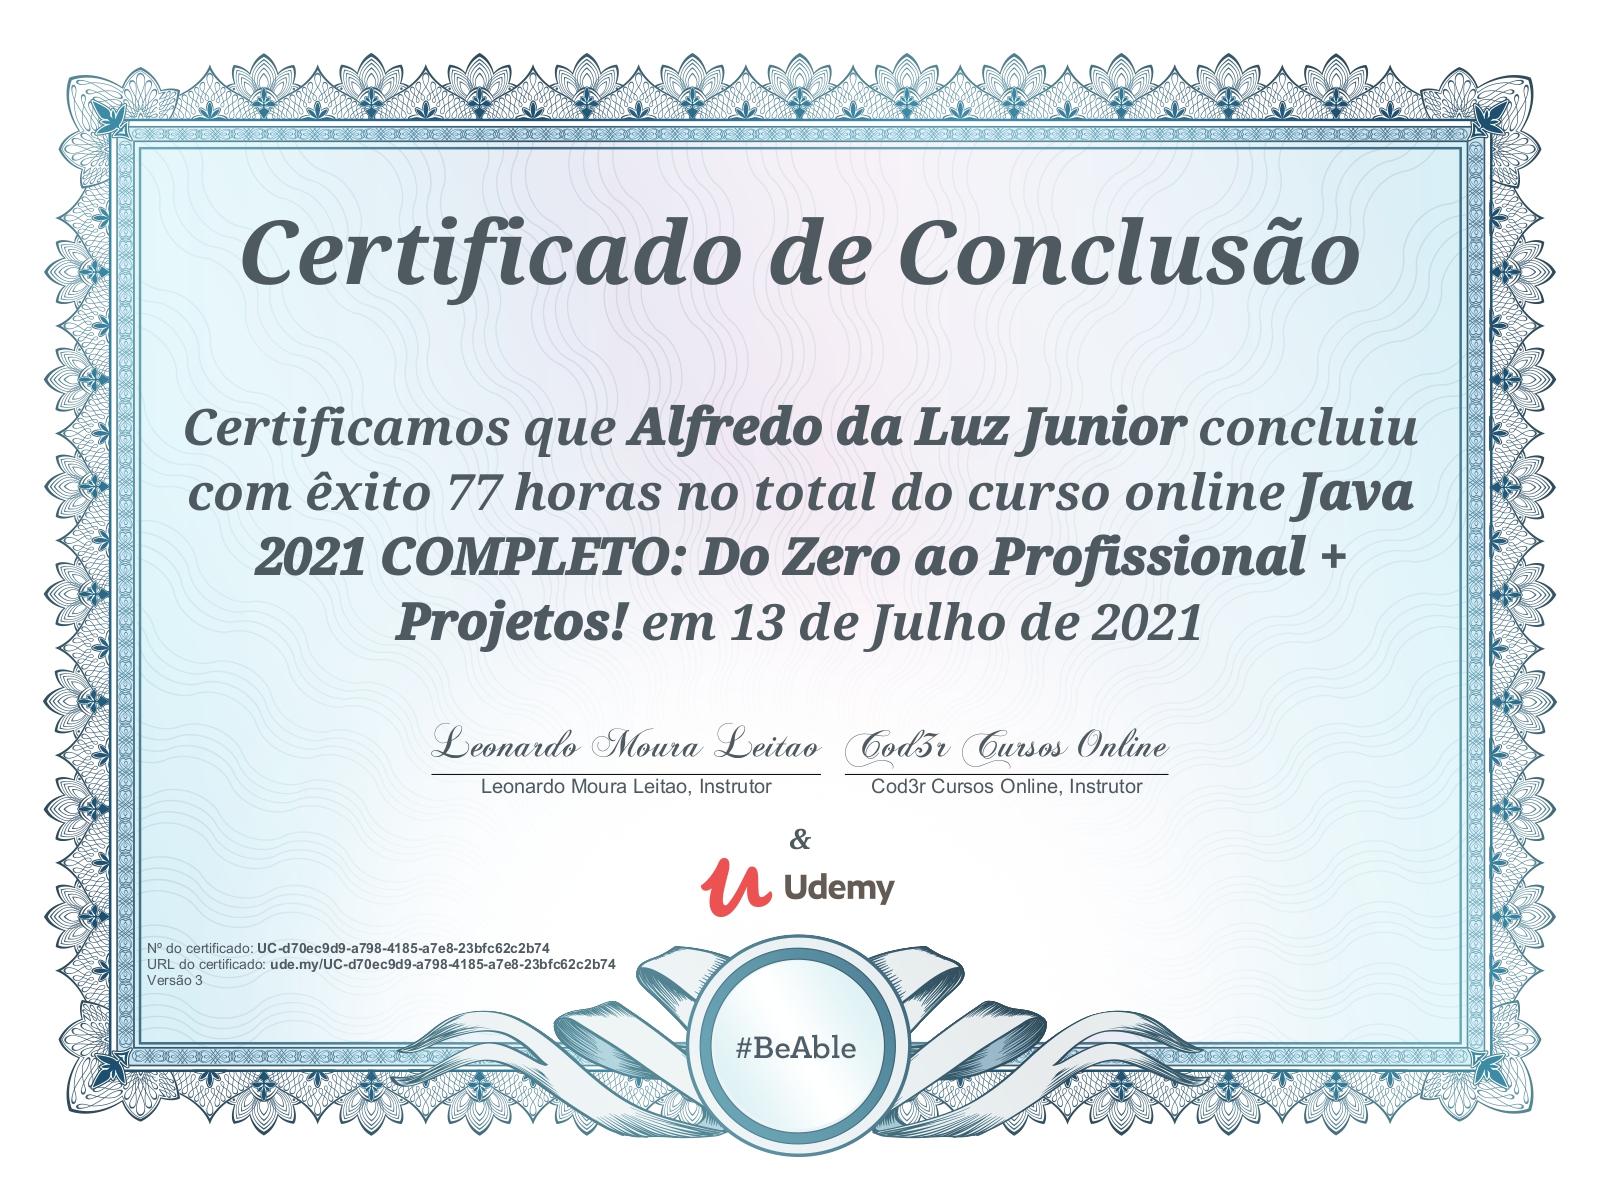 Certificado de Conclusão
Certificamos que Alfredo da Luz Junior concluiu
com êxito 77 horas no total do curso online Java
2021 COMPLETO: Do Zero ao Profissional +
Projetos! em 13 de Julho de 2021
Leonardo Moura Leitao Cod3r Cursos Online
Leonardo Moura Leitao, Instrutor Cod3r Cursos Online, Instrutor
&
Udemy
Nº do certificado: UC-d70ec9d9-a798-4185-a7e8-23bfc62c2b74
URL do certificado: ude.my/UC-d70ec9d9-a798-4185-a7e8-23bfc62c2b74
Versão 3
#BeAble